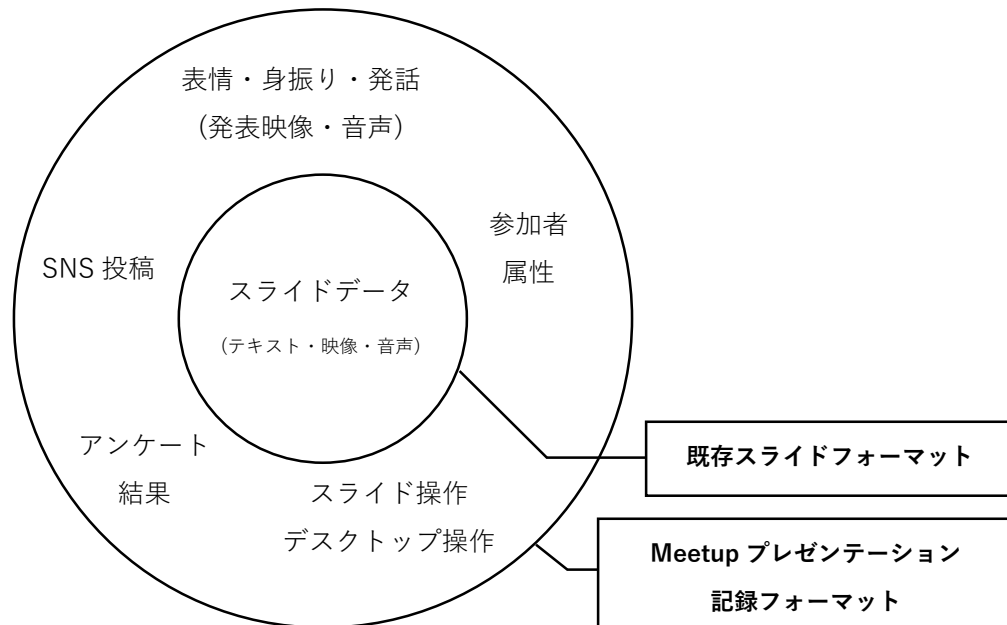 表情・身振り・発話
(発表映像・音声)
参加者
属性
SNS 投稿
スライドデータ
(テキスト・映像・音声)
アンケート
結果
スライド操作
デスクトップ操作
既存スライドフォーマット
Meetup プレゼンテーション
記録フォーマット